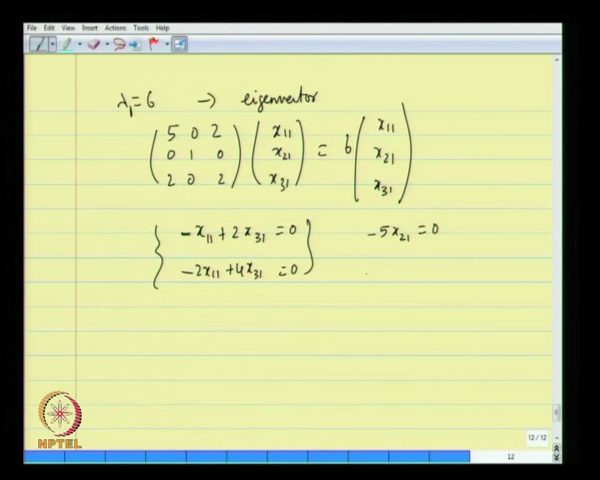 File Edit View Insert Actions Tools Help
λ₁=6 → eigenvector
( 5 0 2 ) ( x₁₁ ) = 6 ( x₁₁ )
( 0 1 0 ) ( x₂₁ ) ( x₂₁ )
( 2 0 2 ) ( x₃₁ ) ( x₃₁ )
{ -x₁₁ + 2x₃₁ = 0 } -5x₂₁ = 0
-2x₁₁ + 4x₃₁ = 0
NPTEL
12 / 12
12